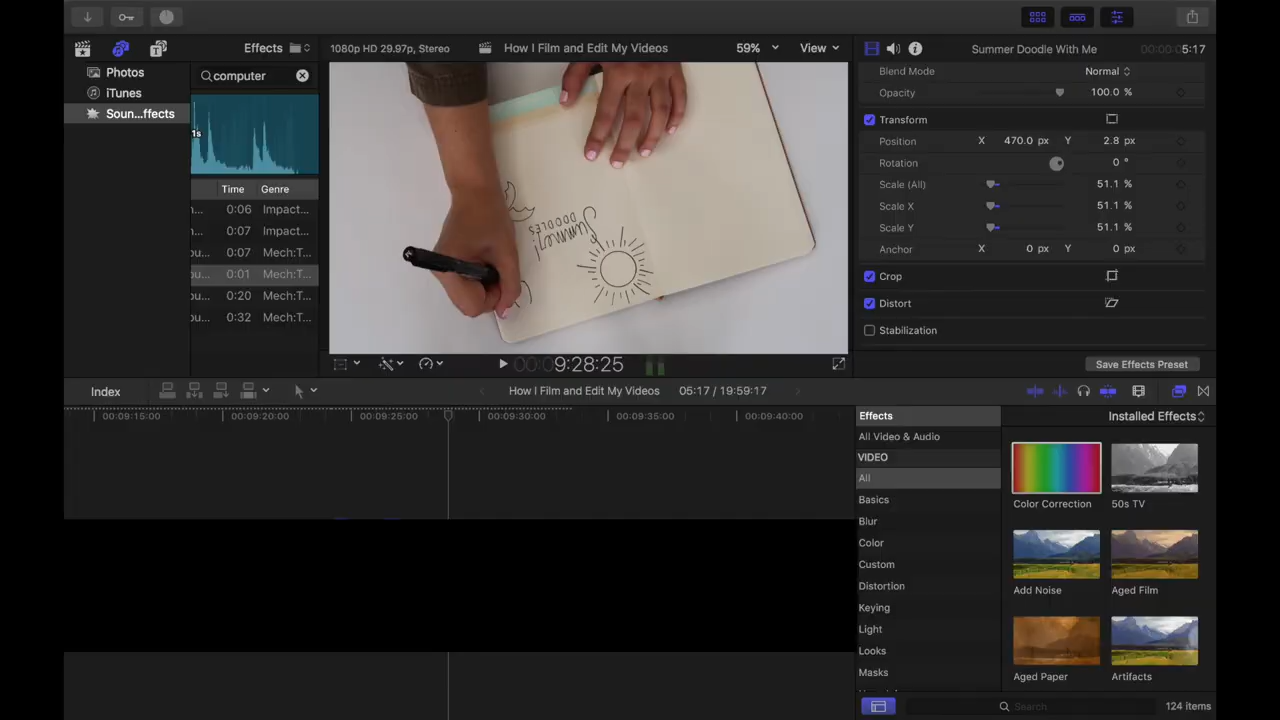 Effects
1080p HD 29.97p, Stereo
How I Film and Edit My Videos
59%
View
Summer Doodle With Me
00:00:05:17
Photos
iTunes
Soun...ffects
computer
1s
Time Genre
0:06 Impact...
0:07 Impact...
0:07 Mech:T...
0:01 Mech:T...
0:20 Mech:T...
0:32 Mech:T...
Summer!
DOODLES
Blend Mode Normal
Opacity 100.0 %
Transform
Position X 470.0 px Y 2.8 px
Rotation 0 °
Scale (All) 51.1 %
Scale X 51.1 %
Scale Y 51.1 %
Anchor X 0 px Y 0 px
Crop
Distort
Stabilization
Save Effects Preset
00:00:9:28:25
Index
How I Film and Edit My Videos 05:17 / 19:59:17
00:09:15:00 00:09:20:00 00:09:25:00 00:09:30:00 00:09:35:00 00:09:40:00
Effects
Installed Effects
All Video & Audio
VIDEO
All
Basics
Blur
Color
Custom
Distortion
Keying
Light
Looks
Masks
Color Correction
50s TV
Add Noise
Aged Film
Aged Paper
Artifacts
Search
124 items